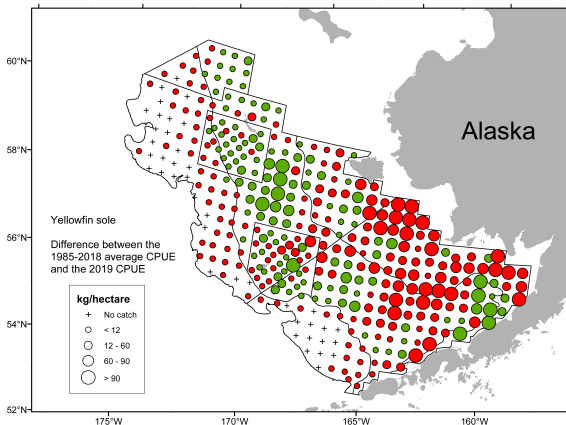 60°N
58°N
56°N
54°N
52°N
Alaska
Yellowfin sole
Difference between the
1985-2018 average CPUE
and the 2019 CPUE
kg/hectare
No catch
< 12
12 - 60
60 - 90
> 90
175°W
170°W
165°W
160°W